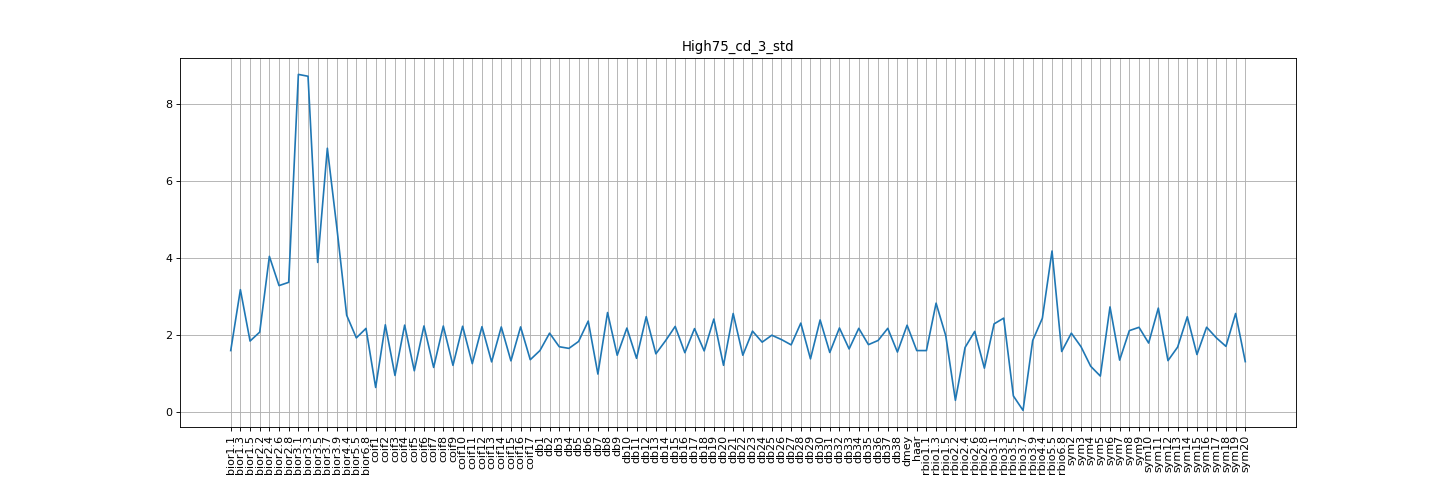 High75_cd_3_std
8
6
4
2
0
bior1.1
bior1.3
bior1.5
bior2.2
bior2.4
bior2.6
bior2.8
bior3.1
bior3.3
bior3.5
bior3.7
bior3.9
bior4.4
bior5.5
bior6.8
coif1
coif2
coif3
coif4
coif5
coif6
coif7
coif8
coif9
coif10
coif11
coif12
coif13
coif14
coif15
coif16
coif17
db1
db2
db3
db4
db5
db6
db7
db8
db9
db10
db11
db12
db13
db14
db15
db16
db17
db18
db19
db20
db21
db22
db23
db24
db25
db26
db27
db28
db29
db30
db31
db32
db33
db34
db35
db36
db37
db38
dmey
haar
rbio1.1
rbio1.3
rbio1.5
rbio2.2
rbio2.4
rbio2.6
rbio2.8
rbio3.1
rbio3.3
rbio3.5
rbio3.7
rbio3.9
rbio4.4
rbio5.5
rbio6.8
sym2
sym3
sym4
sym5
sym6
sym7
sym8
sym9
sym10
sym11
sym12
sym13
sym14
sym15
sym16
sym17
sym18
sym19
sym20